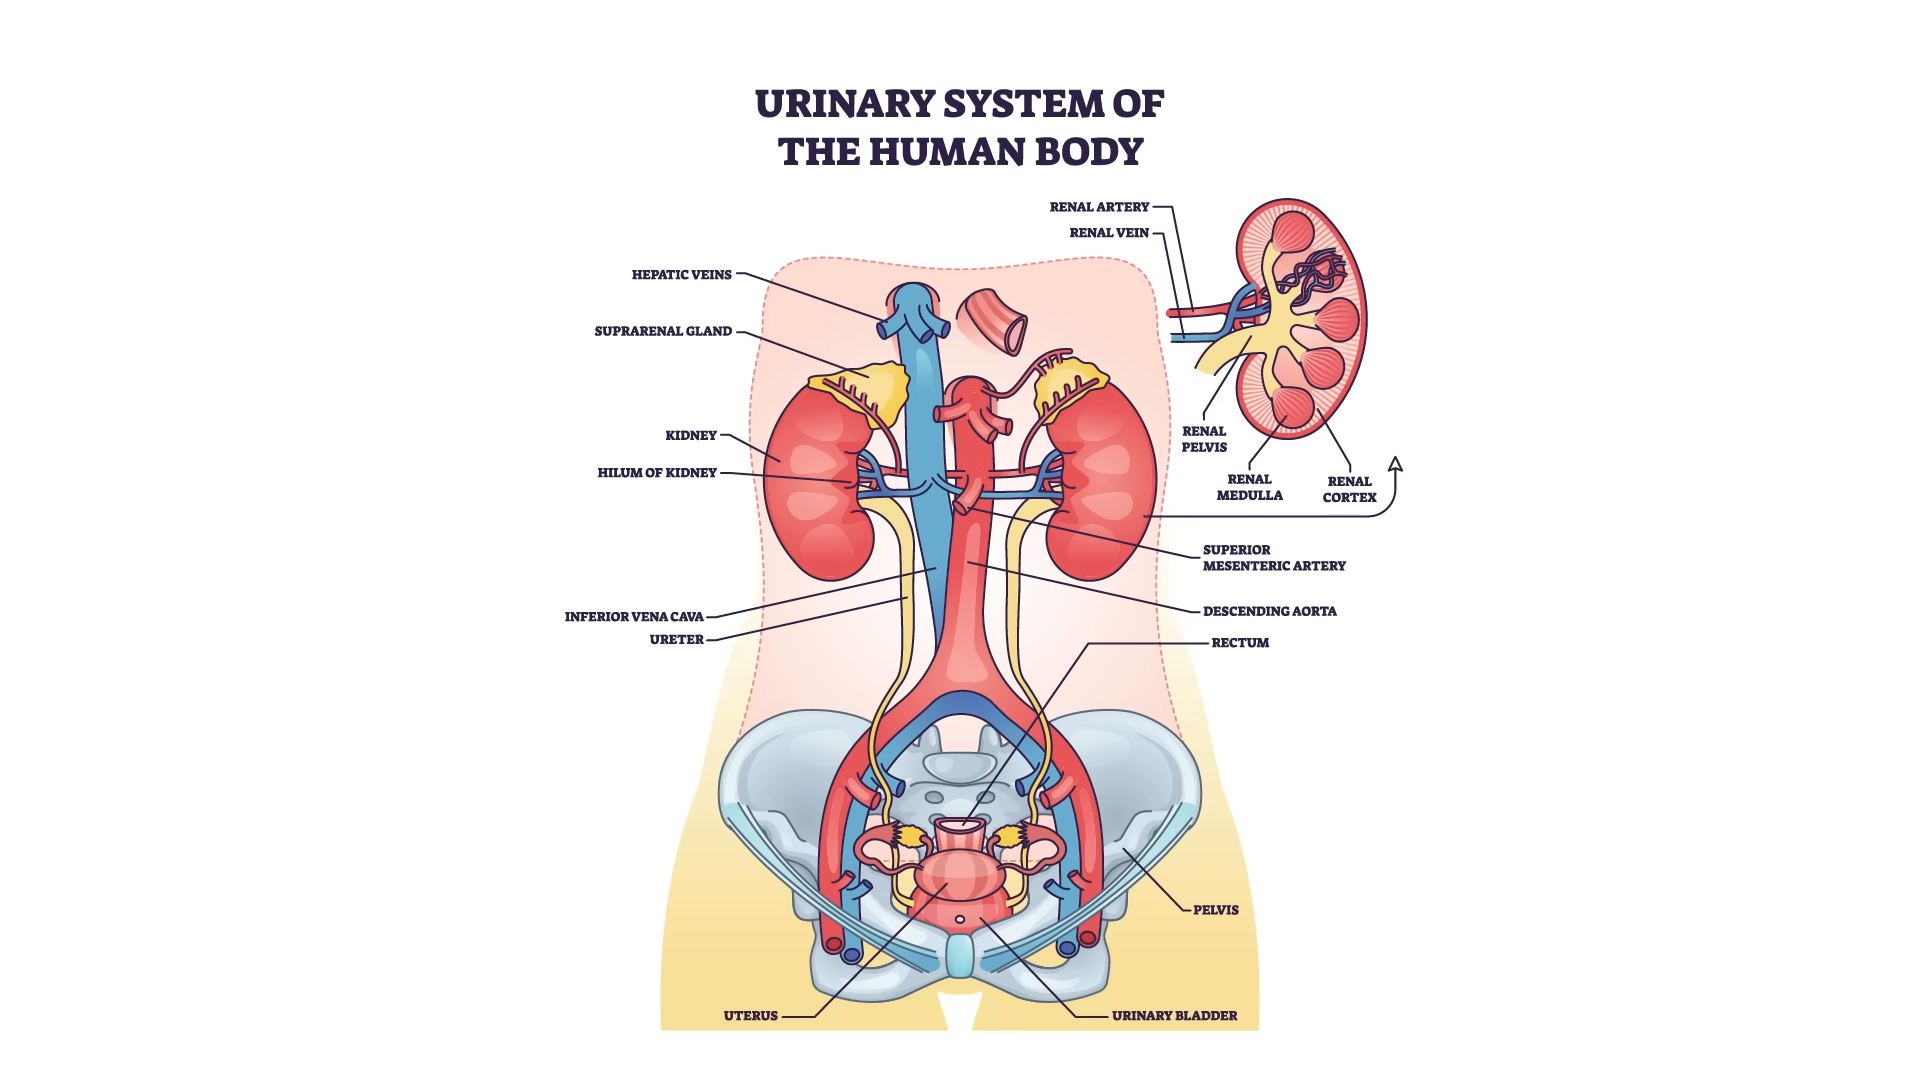 URINARY SYSTEM OF
THE HUMAN BODY
RENAL ARTERY
RENAL VEIN
HEPATIC VEINS
SUPRARENAL GLAND
KIDNEY
HILUM OF KIDNEY
RENAL
PELVIS
RENAL
MEDULLA
RENAL
CORTEX
SUPERIOR
MESENTERIC ARTERY
INFERIOR VENA CAVA
URETER
DESCENDING AORTA
RECTUM
PELVIS
UTERUS
URINARY BLADDER